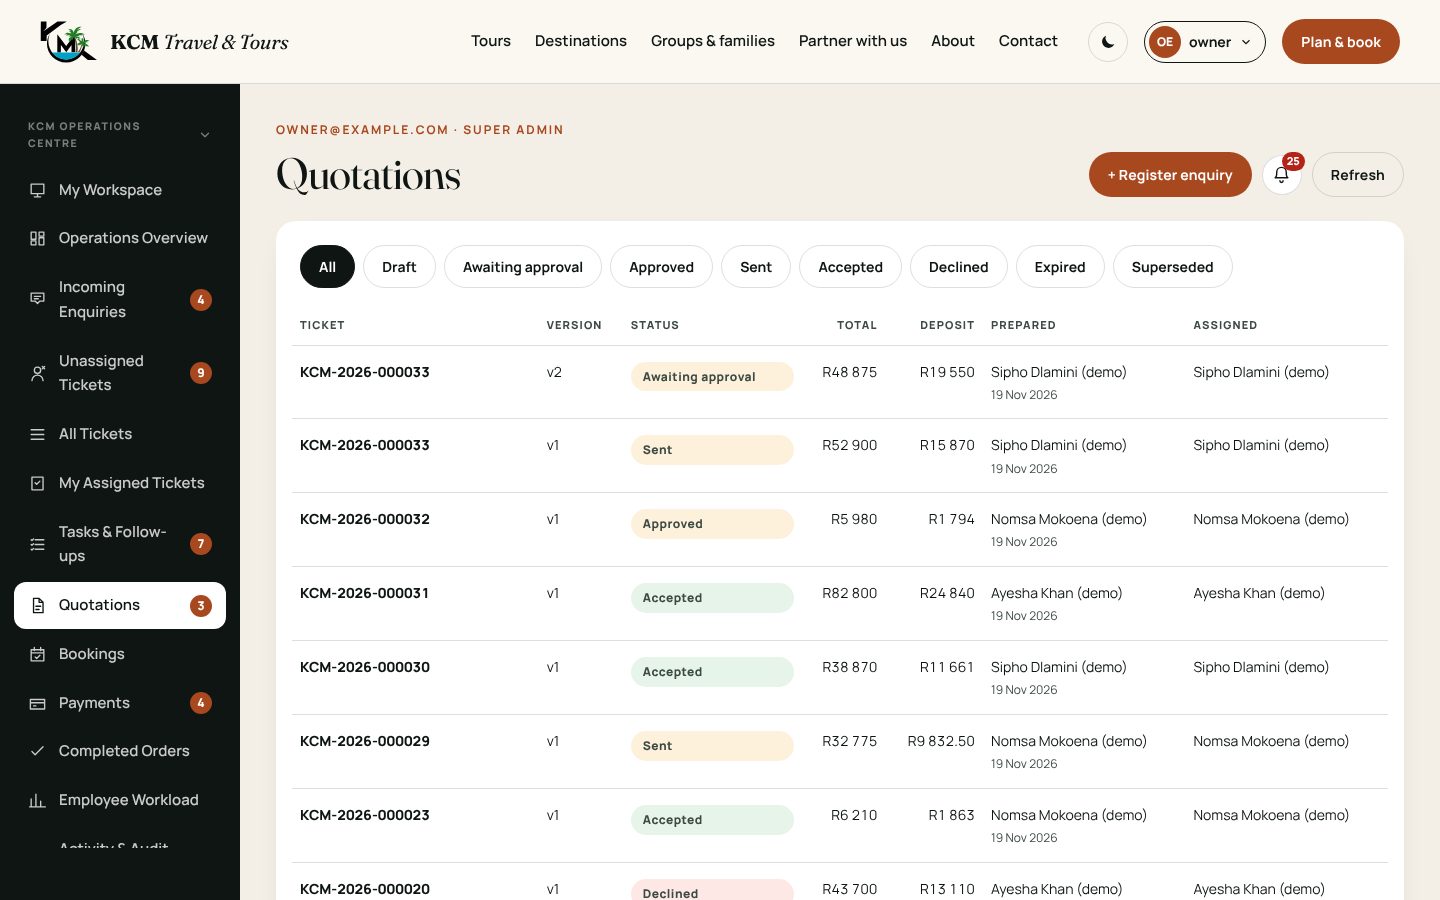 KCM Travel & Tours
Tours
Destinations
Groups & families
Partner with us
About
Contact
OE
owner
Plan & book
KCM OPERATIONS
CENTRE
My Workspace
Operations Overview
Incoming
Enquiries
4
Unassigned
Tickets
9
All Tickets
My Assigned Tickets
Tasks & Follow-
ups
7
Quotations
3
Bookings
Payments
4
Completed Orders
Employee Workload
Activity & Audit
OWNER@EXAMPLE.COM · SUPER ADMIN
Quotations
+ Register enquiry
25
Refresh
All
Draft
Awaiting approval
Approved
Sent
Accepted
Declined
Expired
Superseded
TICKET VERSION STATUS TOTAL DEPOSIT PREPARED ASSIGNED
KCM-2026-000033 v2 Awaiting approval R48 875 R19 550 Sipho Dlamini (demo) Sipho Dlamini (demo)
19 Nov 2026
KCM-2026-000033 v1 Sent R52 900 R15 870 Sipho Dlamini (demo) Sipho Dlamini (demo)
19 Nov 2026
KCM-2026-000032 v1 Approved R5 980 R1 794 Nomsa Mokoena (demo) Nomsa Mokoena (demo)
19 Nov 2026
KCM-2026-000031 v1 Accepted R82 800 R24 840 Ayesha Khan (demo) Ayesha Khan (demo)
19 Nov 2026
KCM-2026-000030 v1 Accepted R38 870 R11 661 Sipho Dlamini (demo) Sipho Dlamini (demo)
19 Nov 2026
KCM-2026-000029 v1 Sent R32 775 R9 832.50 Nomsa Mokoena (demo) Nomsa Mokoena (demo)
19 Nov 2026
KCM-2026-000023 v1 Accepted R6 210 R1 863 Nomsa Mokoena (demo) Nomsa Mokoena (demo)
19 Nov 2026
KCM-2026-000020 v1 Declined R43 700 R13 110 Ayesha Khan (demo) Ayesha Khan (demo)